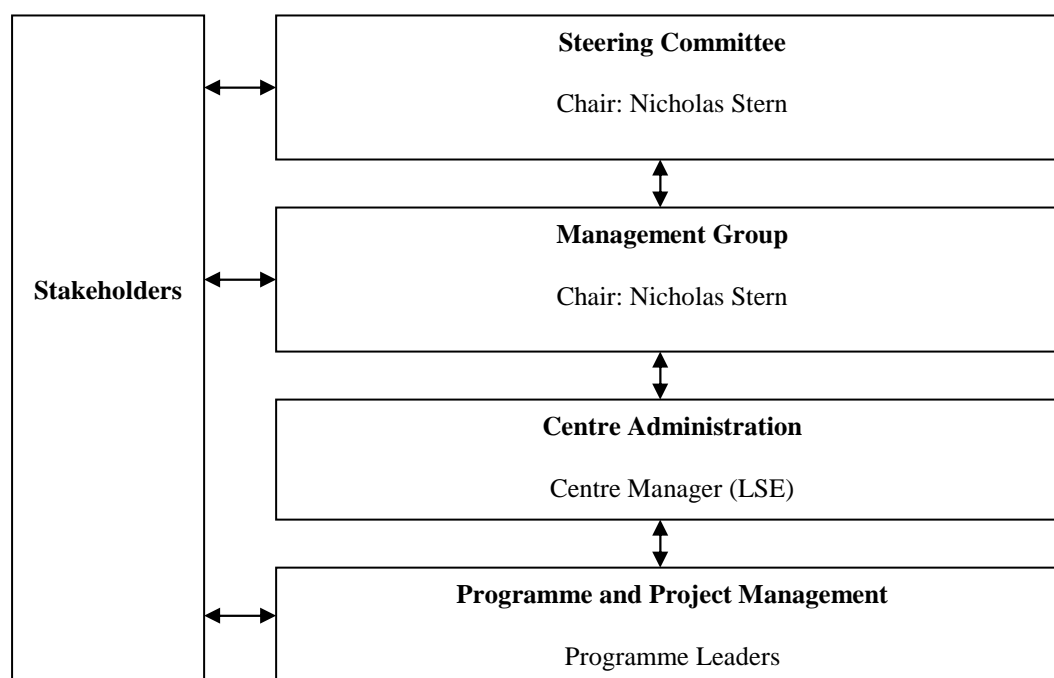 Steering Committee
Chair: Nicholas Stern
Management Group
Chair: Nicholas Stern
Stakeholders
Centre Administration
Centre Manager (LSE)
Programme and Project Management
Programme Leaders